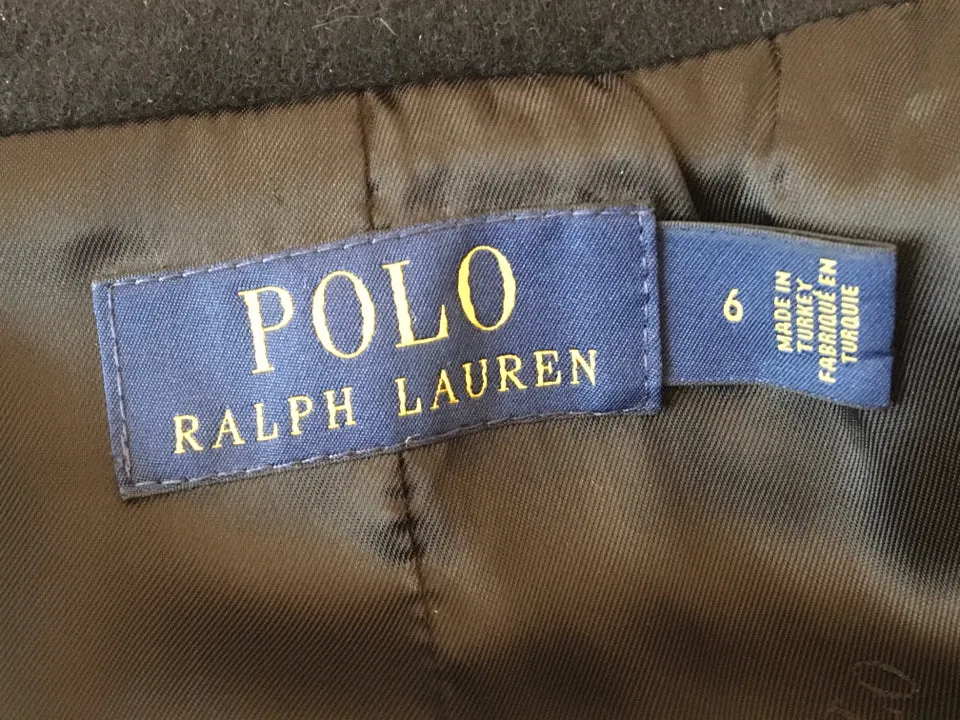 POLO
RALPH LAUREN
6
MADE IN
TURKEY
FABRIQUÉ EN
TURQUIE